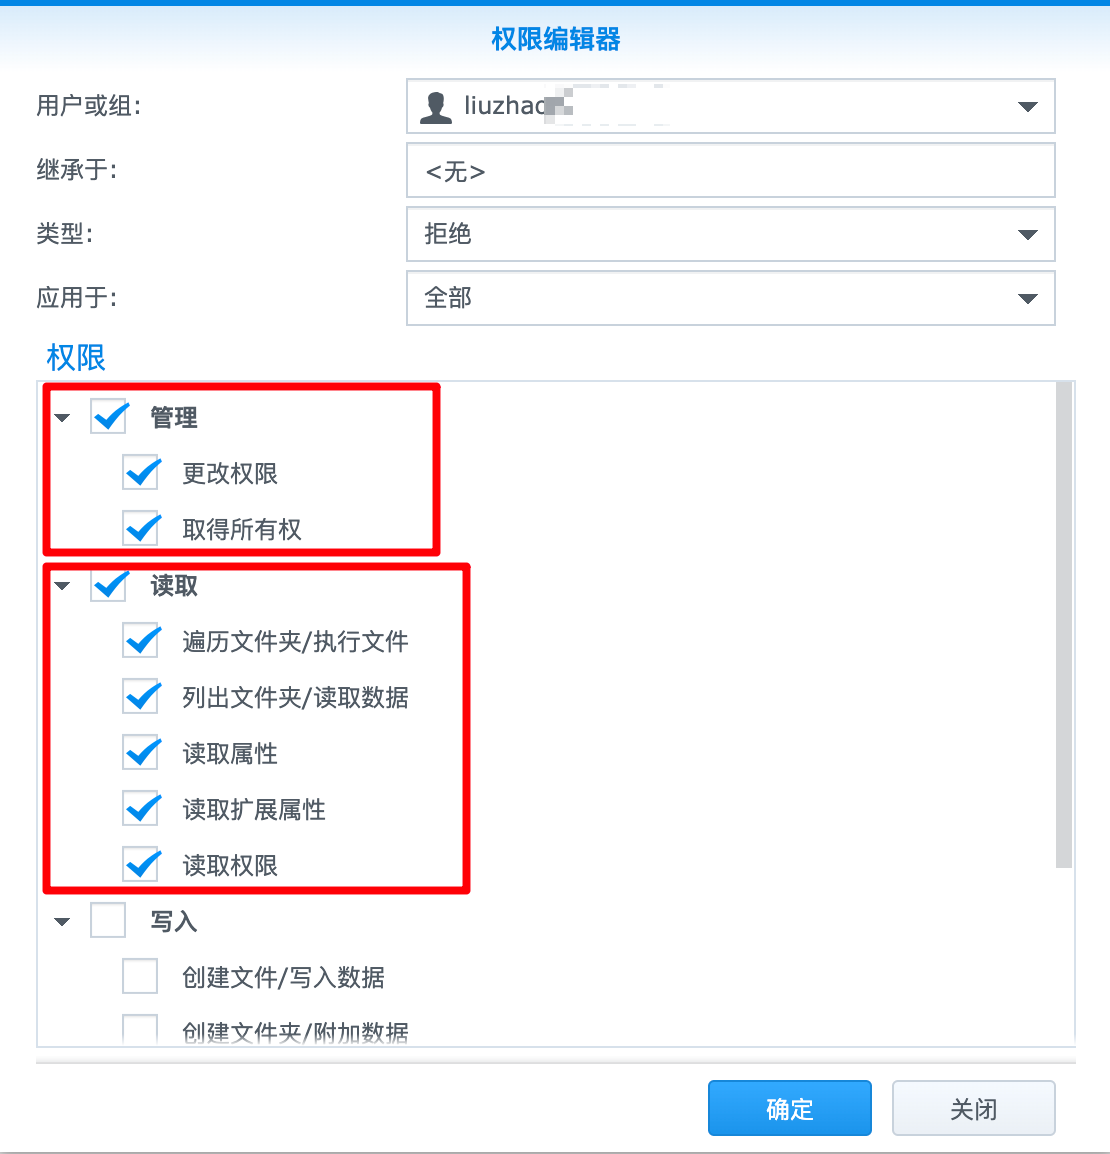 权限编辑器
用户或组: liuzhao
继承于: <无>
类型: 拒绝
应用于: 全部
权限
管理
更改权限
取得所有权
读取
遍历文件夹/执行文件
列出文件夹/读取数据
读取属性
读取扩展属性
读取权限
写入
创建文件/写入数据
创建文件夹/附加数据
确定 关闭